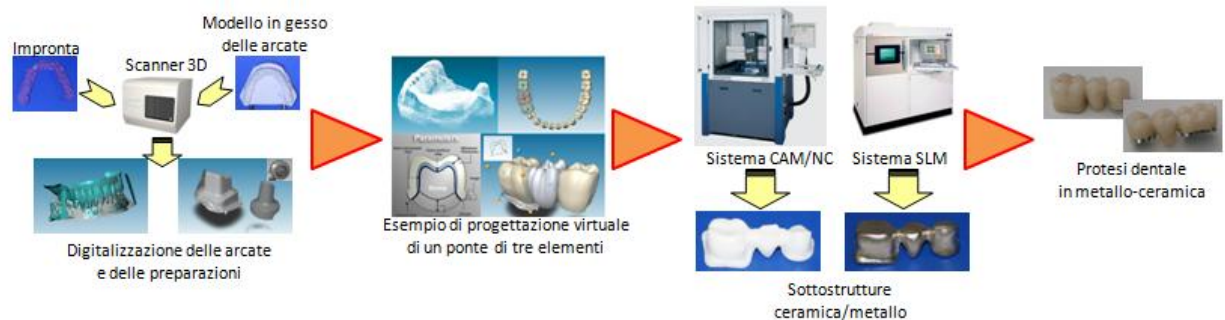 Impronta
Scanner 3D
Modello in gesso
delle arcate
Digitalizzazione delle arcate
e delle preparazioni
Esempio di progettazione virtuale
di un ponte di tre elementi
Sistema CAM/NC
Sistema SLM
Sottostrutture
ceramica/metallo
Protesi dentale
in metallo-ceramica